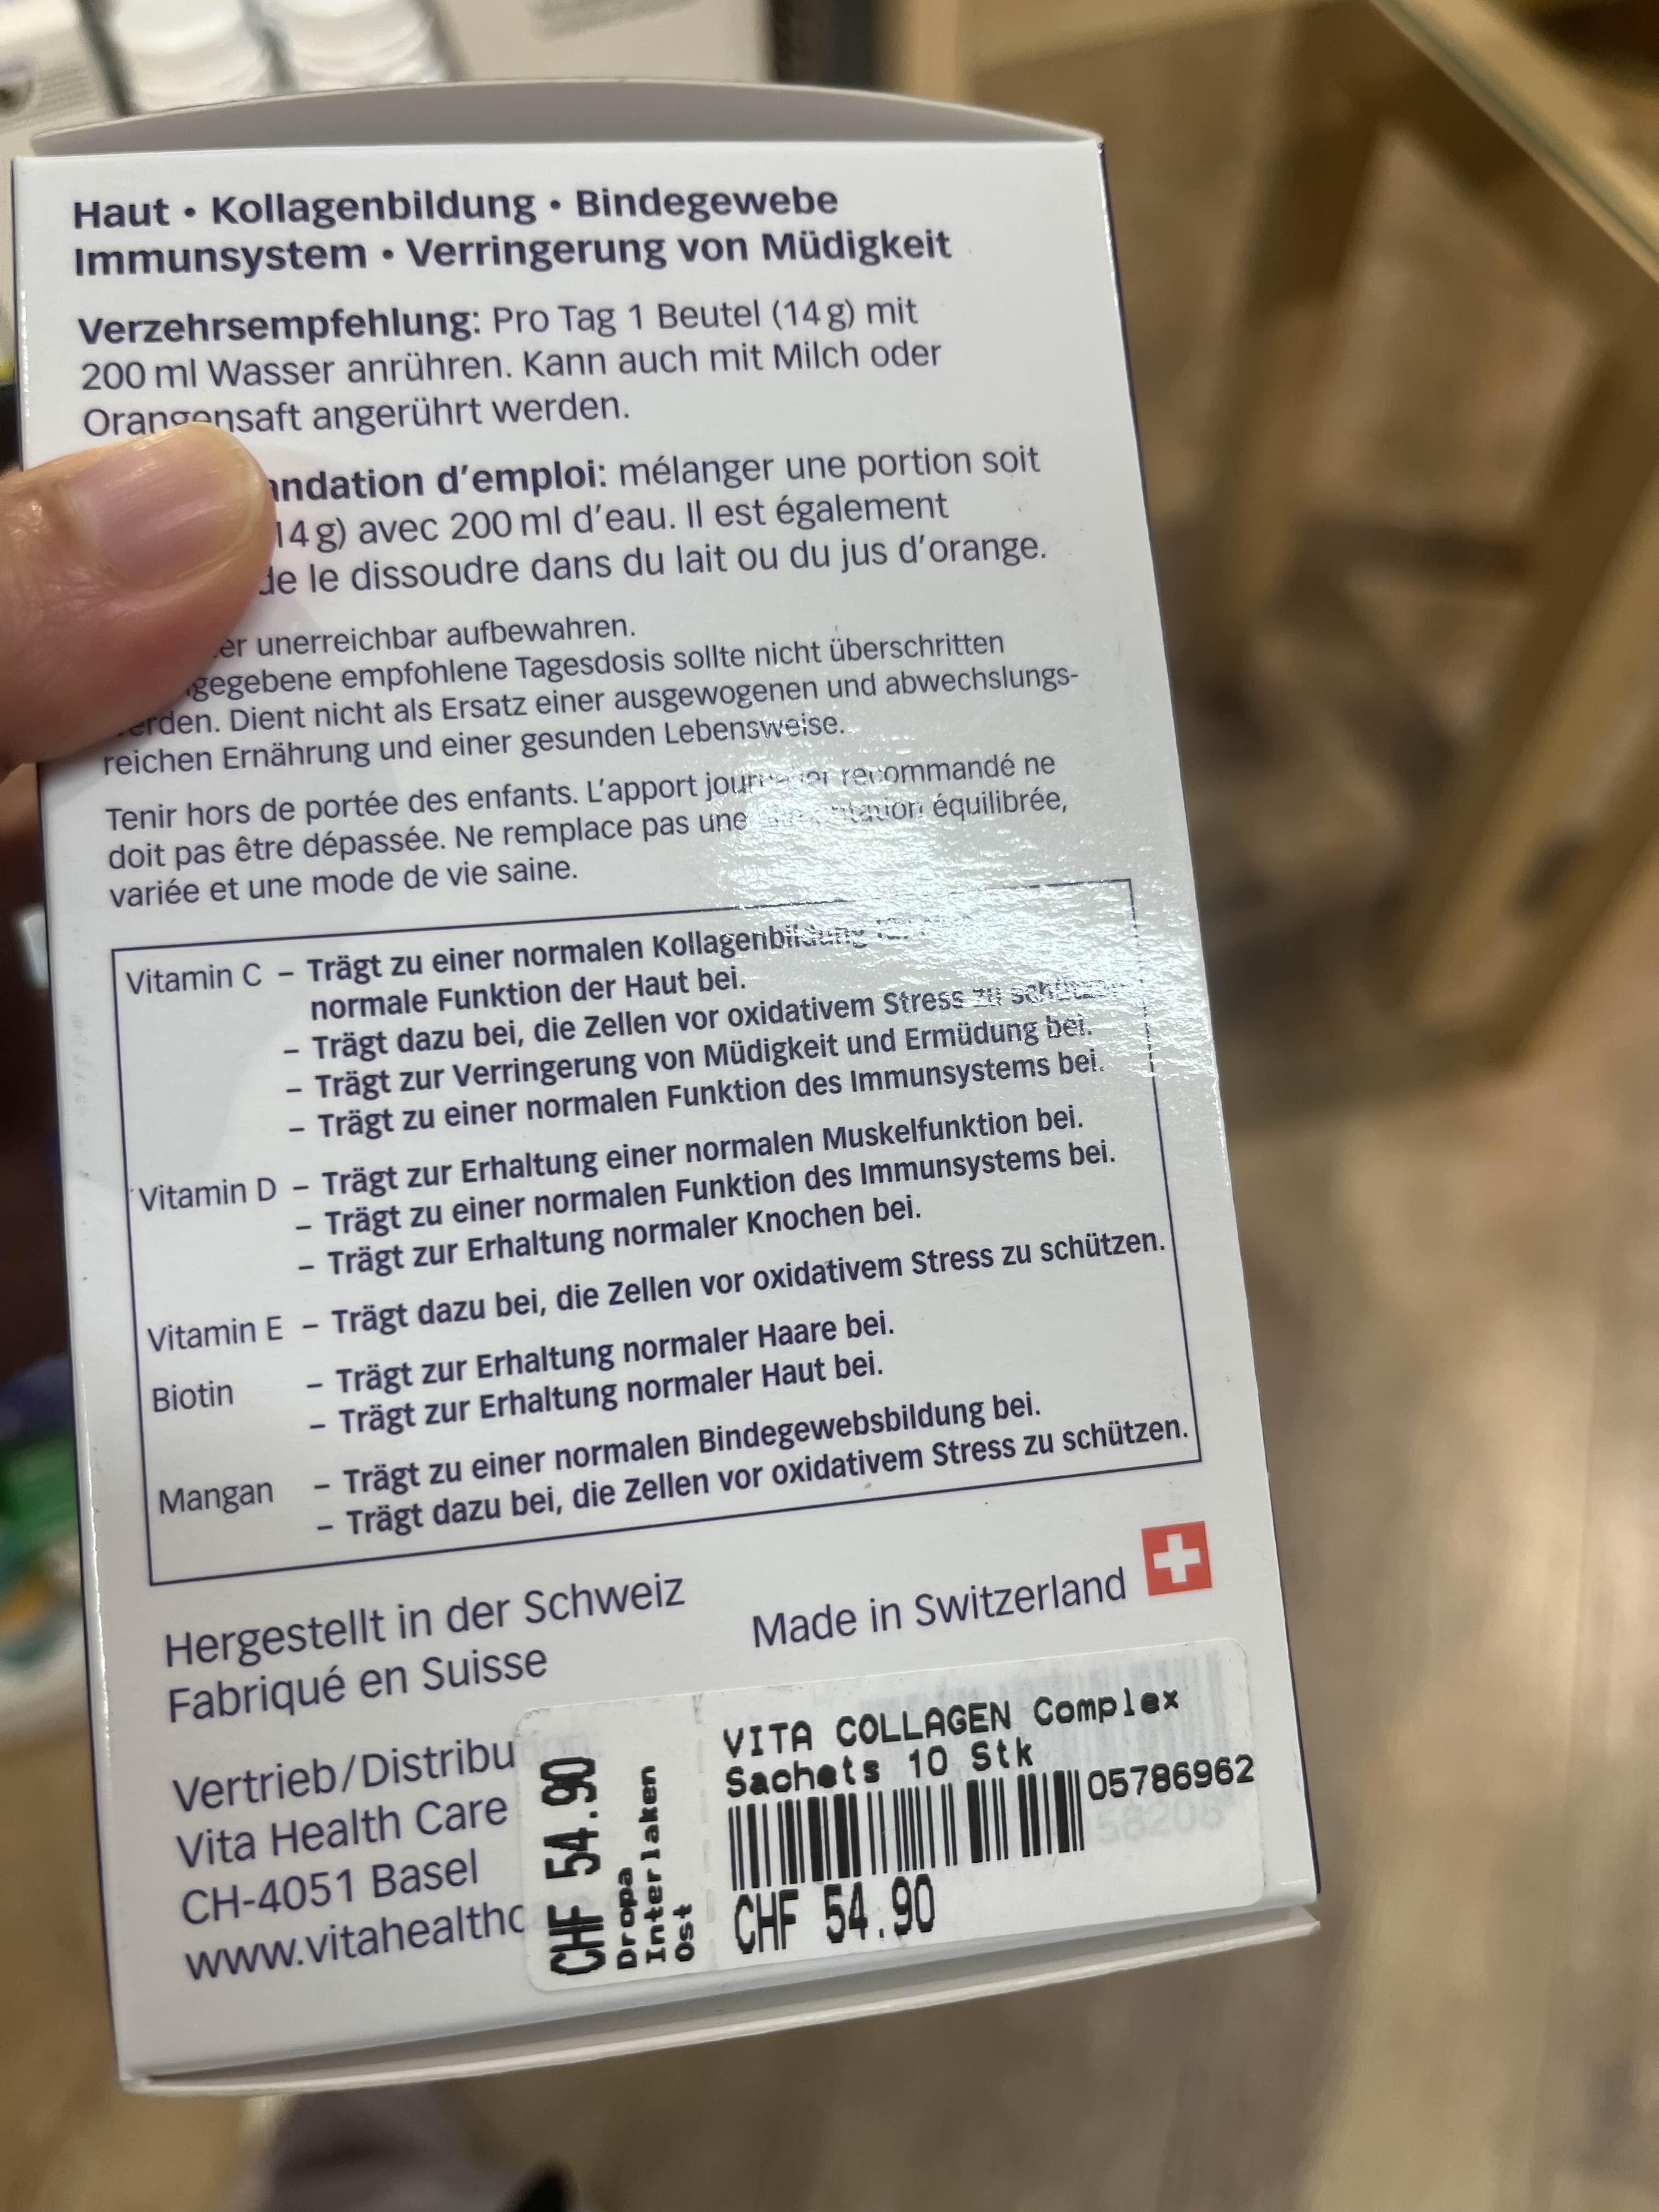 Haut • Kollagenbildung • Bindegewebe
Immunsystem • Verringerung von Müdigkeit
Verzehrsempfehlung: Pro Tag 1 Beutel (14 g) mit
200 ml Wasser anrühren. Kann auch mit Milch oder
Orangensaft angerührt werden.
d'emploi: mélanger une portion soit
14 g) avec 200 ml d'eau. Il est également
de le dissoudre dans du lait ou du jus d'orange.
unerreichbar aufbewahren.
empfohlene Tagesdosis sollte nicht überschritten
werden. Dient nicht als Ersatz einer ausgewogenen und abwechslungs-
reichen Ernährung und einer gesunden Lebensweise.
Tenir hors de portée des enfants. L'apport journalier recommandé ne
doit pas être dépassée. Ne remplace pas une équilibrée,
variée et une mode de vie saine.
Vitamin C – Trägt zu einer normalen Kollagenbildung
normale Funktion der Haut bei.
– Trägt dazu bei, die Zellen vor oxidativem Stress zu schützen.
– Trägt zur Verringerung von Müdigkeit und Ermüdung bei.
– Trägt zu einer normalen Funktion des Immunsystems bei.
Vitamin D – Trägt zur Erhaltung einer normalen Muskelfunktion bei.
– Trägt zu einer normalen Funktion des Immunsystems bei.
– Trägt zur Erhaltung normaler Knochen bei.
Vitamin E – Trägt dazu bei, die Zellen vor oxidativem Stress zu schützen.
Biotin – Trägt zur Erhaltung normaler Haare bei.
– Trägt zur Erhaltung normaler Haut bei.
Mangan – Trägt zu einer normalen Bindegewebsbildung bei.
– Trägt dazu bei, die Zellen vor oxidativem Stress zu schützen.
Hergestellt in der Schweiz
Fabriqué en Suisse
Made in Switzerland
Vertrieb/Distribu
Vita Health Care
CH-4051 Basel
www.vitahealthc
CHF 54.90
Dropa
Interlaken
Ost
VITA COLLAGEN Complex
Sachets 10 Stk
05786962
CHF 54.90